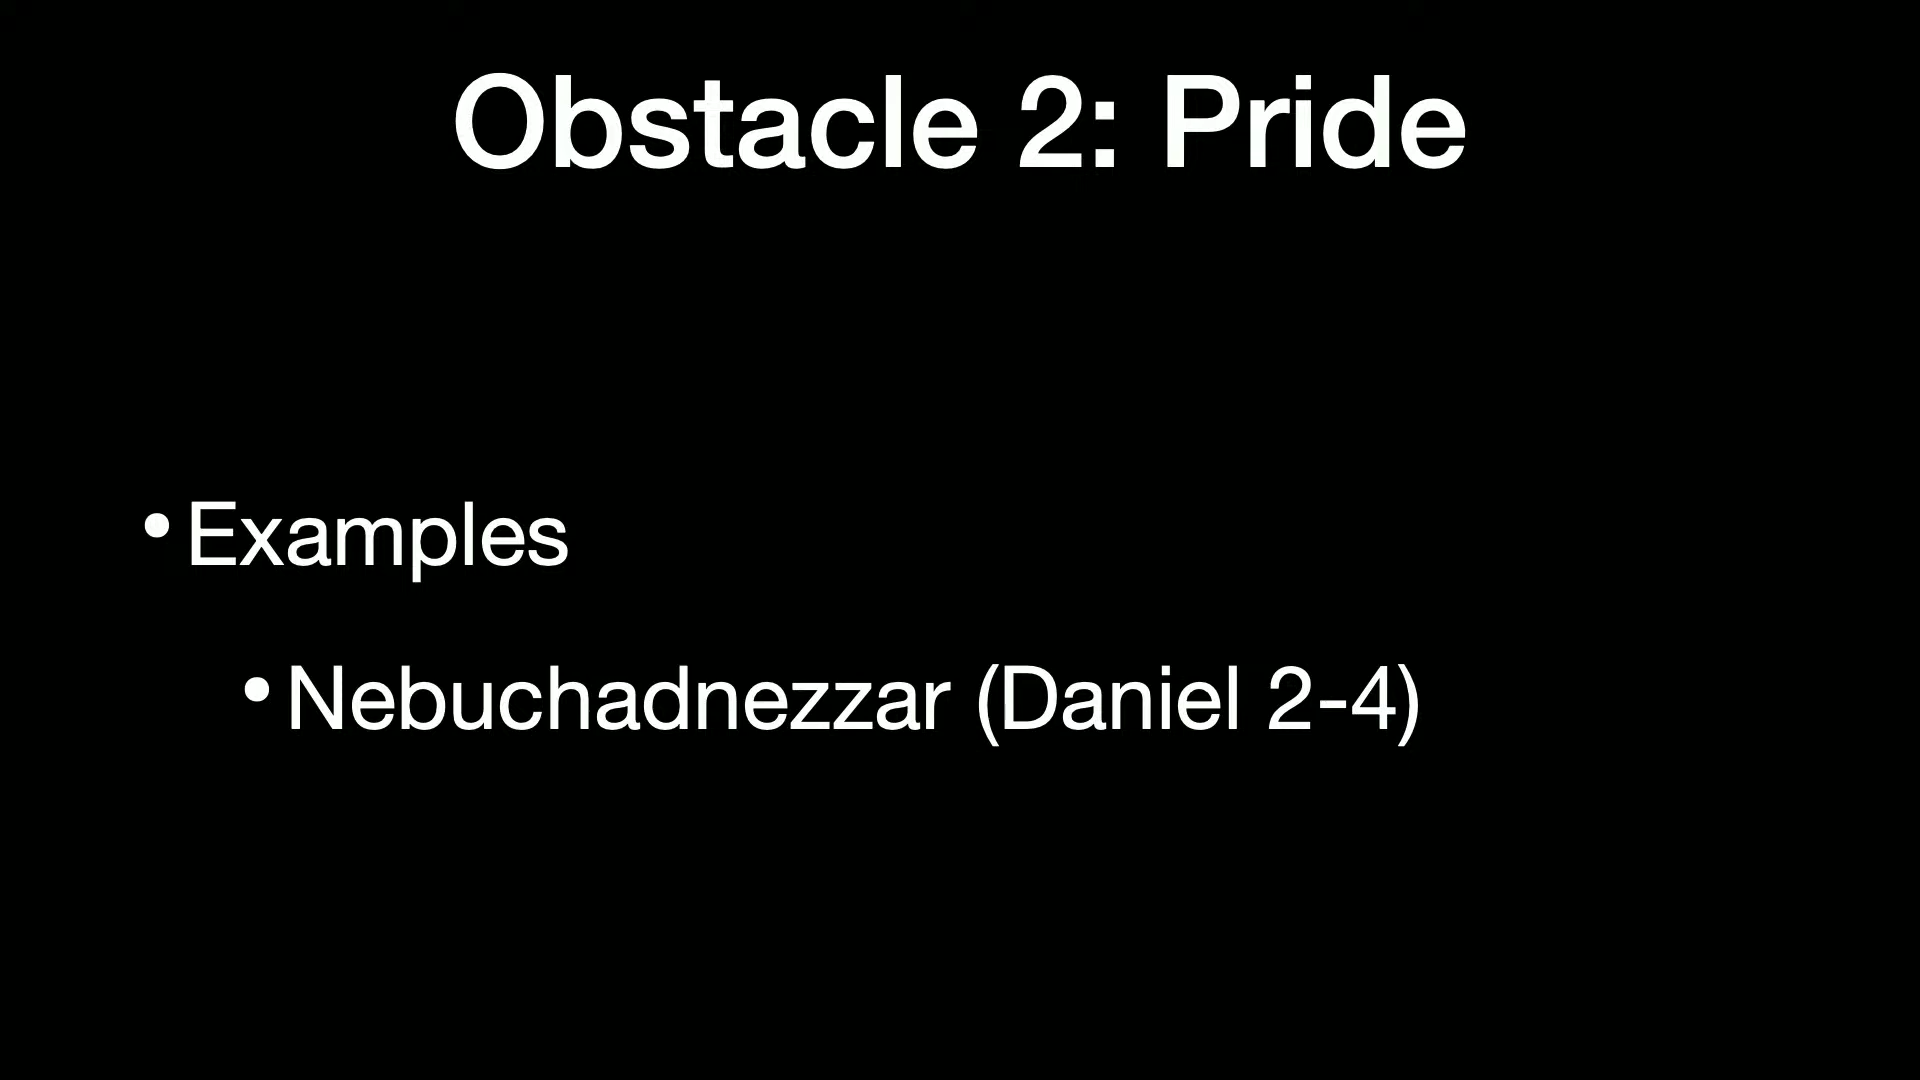 Obstacle 2: Pride
• Examples
• Nebuchadnezzar (Daniel 2-4)